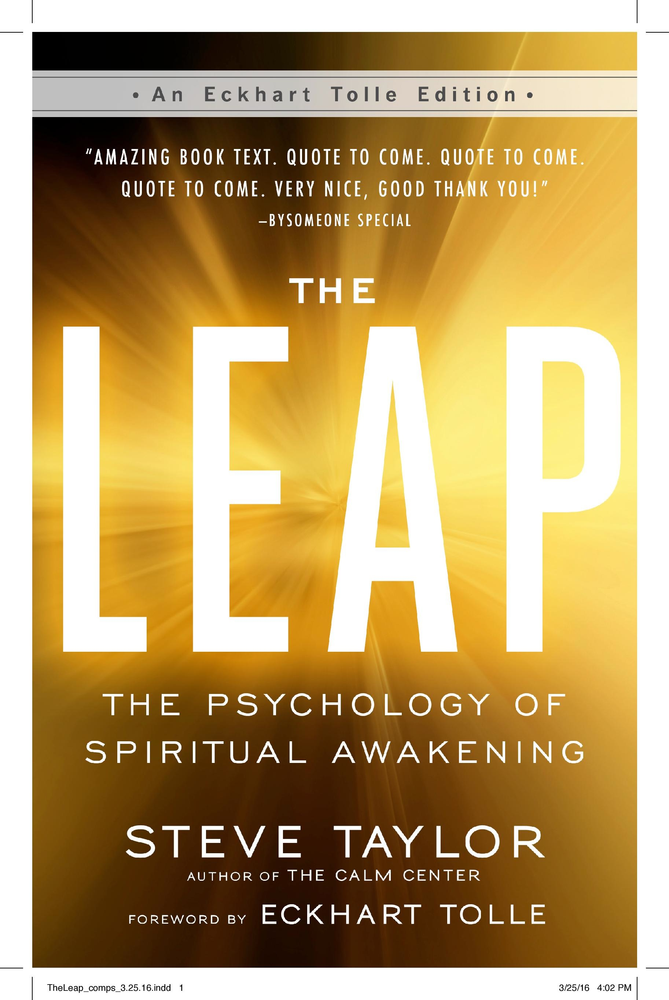 • An Eckhart Tolle Edition •
“AMAZING BOOK TEXT. QUOTE TO COME. QUOTE TO COME.
QUOTE TO COME. VERY NICE, GOOD THANK YOU!”
–BYSOMEONE SPECIAL
THE
LEAP
THE PSYCHOLOGY OF
SPIRITUAL AWAKENING
STEVE TAYLOR
AUTHOR OF THE CALM CENTER
FOREWORD BY ECKHART TOLLE
TheLeap_comps_3.25.16.indd 1 3/25/16 4:02 PM